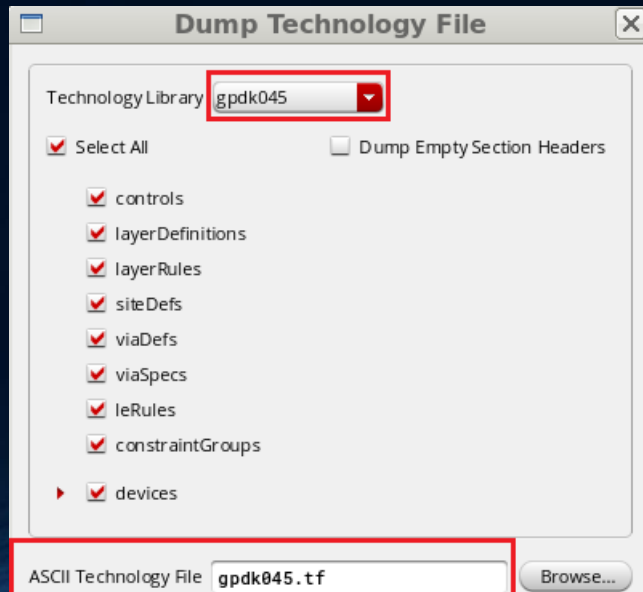 Dump Technology File
Technology Library gpdk045
Select All Dump Empty Section Headers
controls
layerDefinitions
layerRules
siteDefs
viaDefs
viaSpecs
leRules
constraintGroups
devices
ASCII Technology File gpdk045.tf Browse...